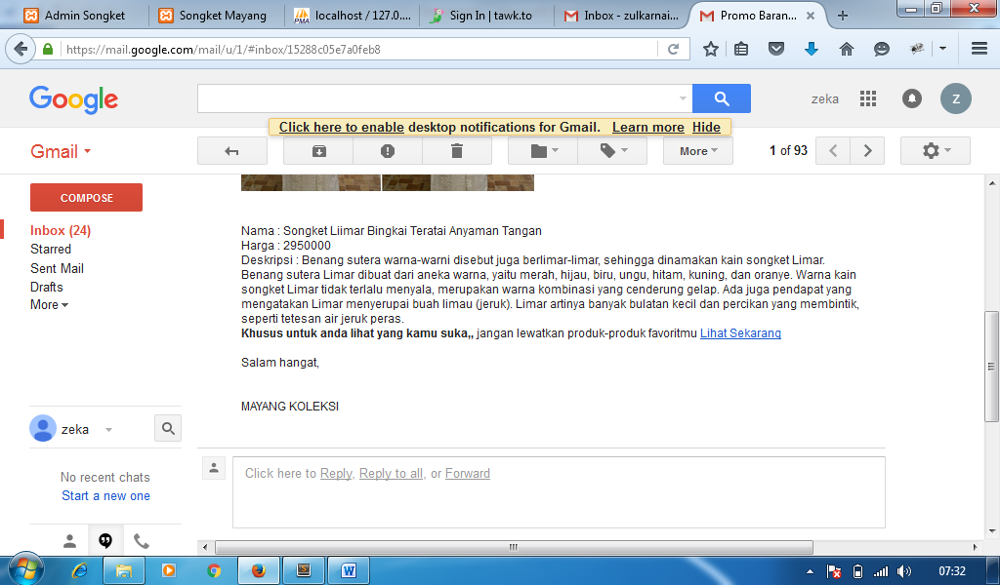 Admin Songket
Songket Mayang
localhost / 127.0....
Sign In | tawk.to
Inbox - zulkarnai...
Promo Baran...
https://mail.google.com/mail/u/1/#inbox/15288c05e7a0feb8
Google
zeka
Z
Click here to enable desktop notifications for Gmail. Learn more Hide
Gmail
More
1 of 93
COMPOSE
Inbox (24)
Starred
Sent Mail
Drafts
More
Nama : Songket Liimar Bingkai Teratai Anyaman Tangan
Harga : 2950000
Deskripsi : Benang sutera warna-warni disebut juga berlimar-limar, sehingga dinamakan kain songket Limar.
Benang sutera Limar dibuat dari aneka warna, yaitu merah, hijau, biru, ungu, hitam, kuning, dan oranye. Warna kain
songket Limar tidak terlalu menyala, merupakan warna kombinasi yang cenderung gelap. Ada juga pendapat yang
mengatakan Limar menyerupai buah limau (jeruk). Limar artinya banyak bulatan kecil dan percikan yang membintik,
seperti tetesan air jeruk peras.
Khusus untuk anda lihat yang kamu suka,, jangan lewatkan produk-produk favoritmu Lihat Sekarang
Salam hangat,
MAYANG KOLEKSI
zeka
No recent chats
Start a new one
Click here to Reply, Reply to all, or Forward
07:32